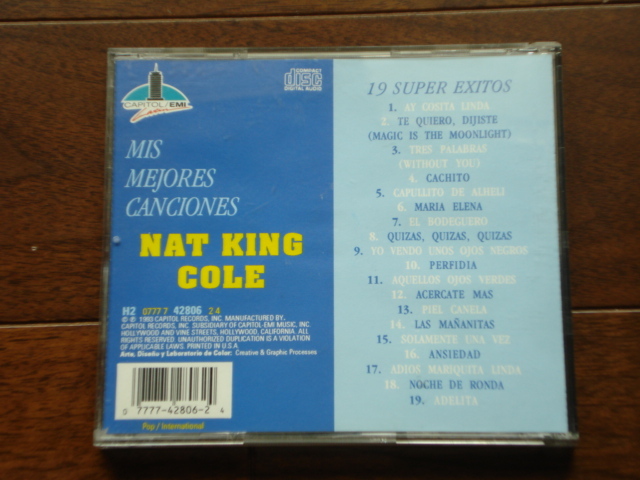 CAPITOL/EMI
Latin
MIS
MEJORES
CANCIONES
NAT KING
COLE
H2 0777 7 42806 2 4
℗ © 1993 CAPITOL RECORDS, INC. MANUFACTURED BY
CAPITOL RECORDS, INC. SUBSIDIARY OF CAPITOL-EMI MUSIC, INC.
HOLLYWOOD AND VINE STREETS, HOLLYWOOD, CALIFORNIA. ALL
RIGHTS RESERVED. UNAUTHORIZED DUPLICATION IS A VIOLATION
OF APPLICABLE LAWS. PRINTED IN U.S.A.
Arte, Diseño y Laboratorio de Color: Creative & Graphic Processes
0 7777-42806-2 4
Pop / International
COMPACT
disc
DIGITAL AUDIO
19 SUPER EXITOS
1. AY COSITA LINDA
2. TE QUIERO, DIJISTE
(MAGIC IS THE MOONLIGHT)
3. TRES PALABRAS
(WITHOUT YOU)
4. CACHITO
5. CAPULLITO DE ALHELI
6. MARIA ELENA
7. EL BODEGUERO
8. QUIZAS, QUIZAS, QUIZAS
9. YO VENDO UNOS OJOS NEGROS
10. PERFIDIA
11. AQUELLOS OJOS VERDES
12. ACERCATE MAS
13. PIEL CANELA
14. LAS MAÑANITAS
15. SOLAMENTE UNA VEZ
16. ANSIEDAD
17. ADIOS MARIQUITA LINDA
18. NOCHE DE RONDA
19. ADELITA